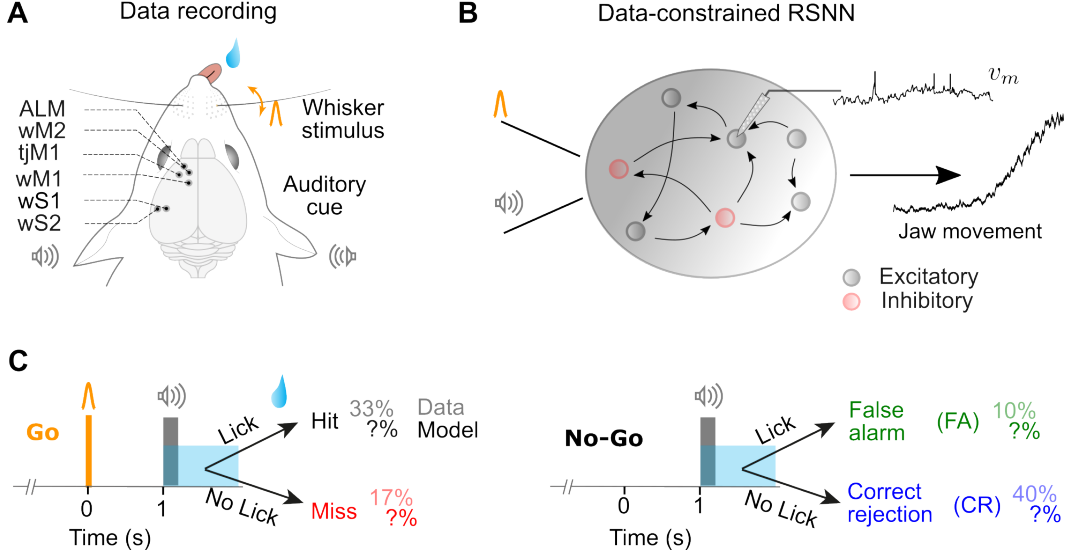 A
Data recording
ALM
wM2
tjM1
wM1
wS1
wS2
Whisker
stimulus
Auditory
cue
B
Data-constrained RSNN
vm
Jaw movement
Excitatory
Inhibitory
C
Go
0
1
Time (s)
Lick
No Lick
Hit 33% Data
?% Model
Miss 17%
?%
No-Go
0
1
Time (s)
Lick
No Lick
False
alarm (FA) 10%
?%
Correct
rejection (CR) 40%
?%